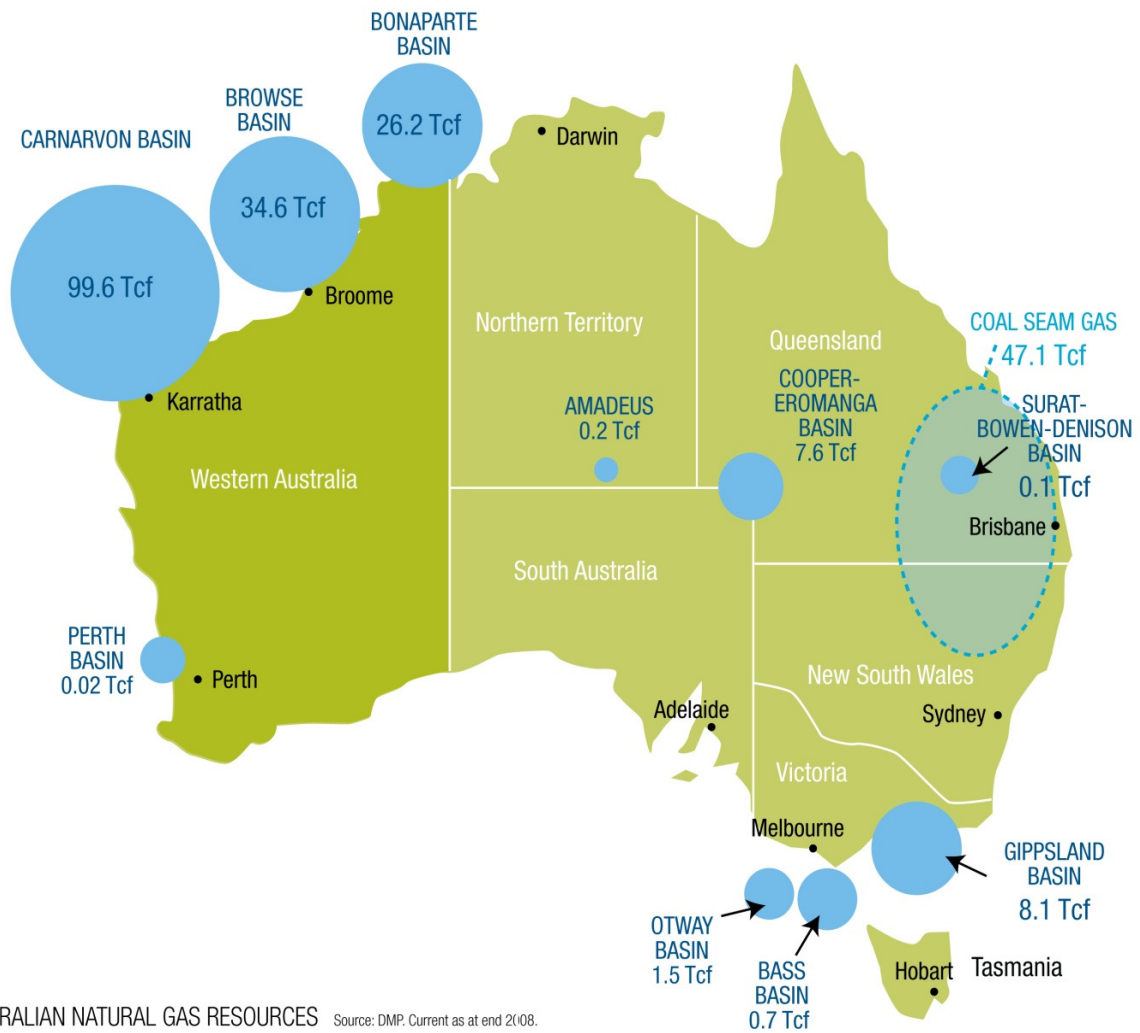 BONAPARTE
BASIN
26.2 Tcf
BROWSE
BASIN
34.6 Tcf
CARNARVON BASIN
99.6 Tcf
Darwin
Broome
Karratha
Northern Territory
Queensland
COAL SEAM GAS
47.1 Tcf
COOPER-
EROMANGA
BASIN
7.6 Tcf
AMADEUS
0.2 Tcf
SURAT-
BOWEN-DENISON
BASIN
0.1 Tcf
Western Australia
Brisbane
South Australia
PERTH
BASIN
0.02 Tcf
Perth
New South Wales
Adelaide
Sydney
Victoria
Melbourne
GIPPSLAND
BASIN
8.1 Tcf
OTWAY
BASIN
1.5 Tcf
BASS
BASIN
0.7 Tcf
Hobart
Tasmania
RALIAN NATURAL GAS RESOURCES Source: DMP. Current as at end 2008.